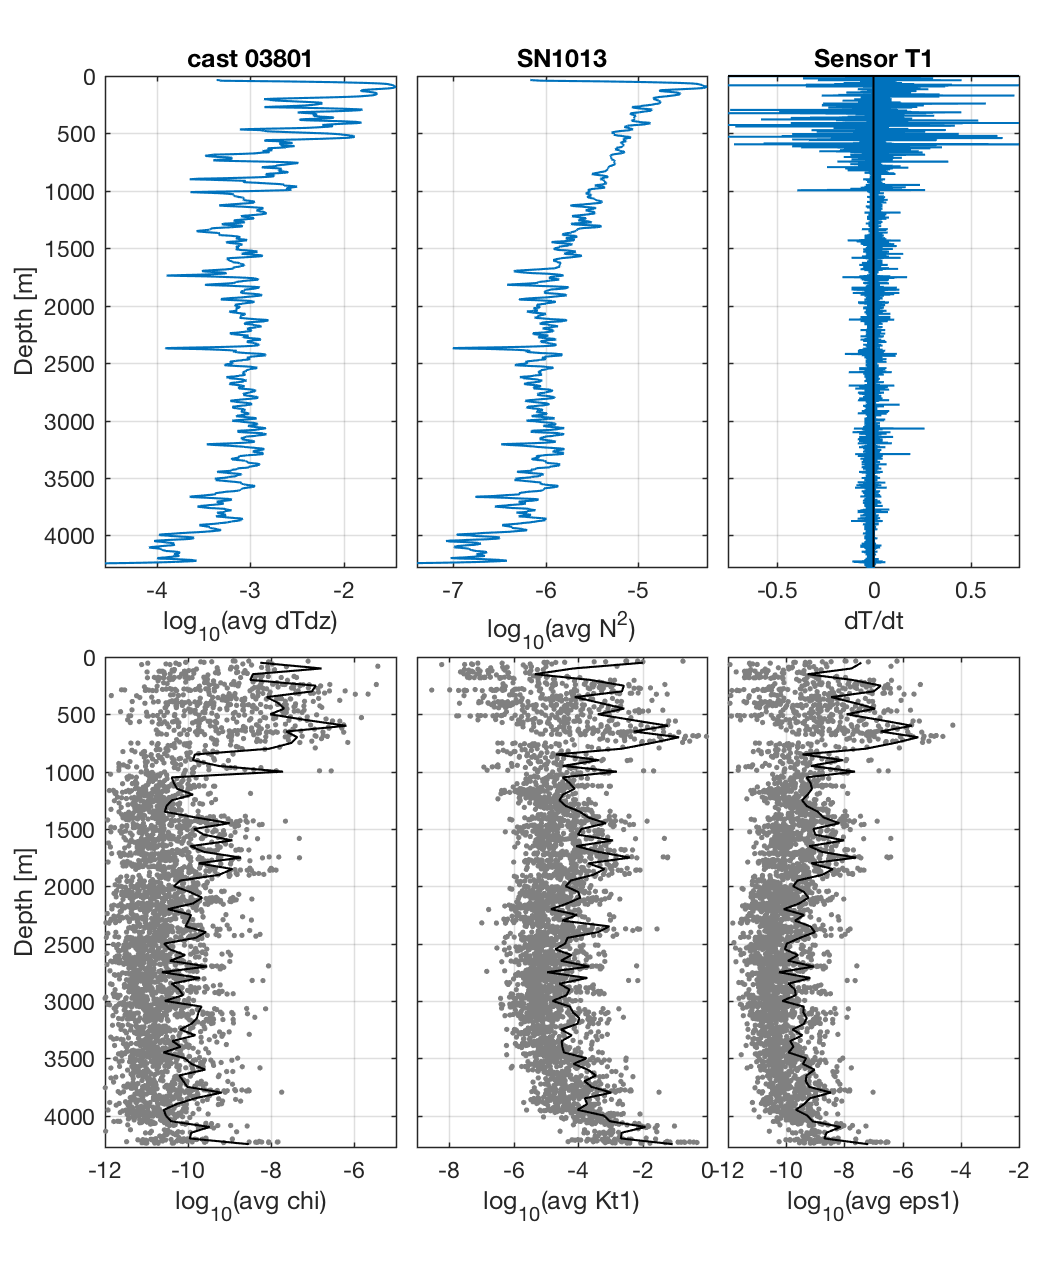 cast 03801
SN1013
Sensor T1
0
500
1000
1500
2000
2500
3000
3500
4000
Depth [m]
-4 -3 -2
-7 -6 -5
-0.5 0 0.5
log10(avg dTdz)
log10(avg N2)
dT/dt
0
500
1000
1500
2000
2500
3000
3500
4000
Depth [m]
-12 -10 -8 -6
-8 -6 -4 -2 0
-12 -10 -8 -6 -4 -2
log10(avg chi)
log10(avg Kt1)
log10(avg eps1)